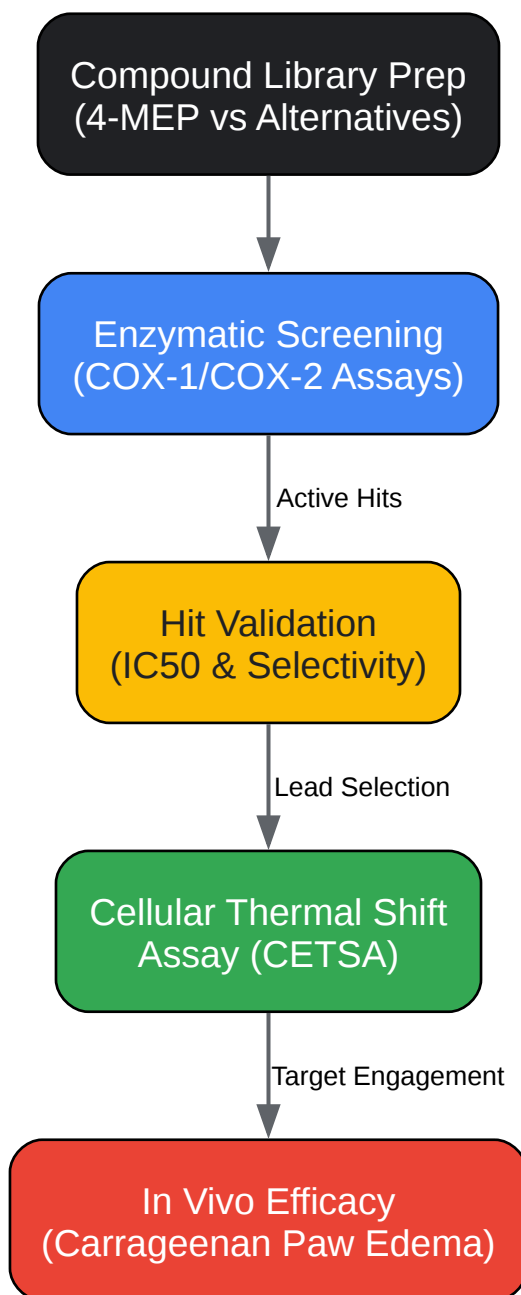 Compound Library Prep
(4-MEP vs Alternatives)
Enzymatic Screening
(COX-1/COX-2 Assays)
Active Hits
Hit Validation
(IC50 & Selectivity)
Lead Selection
Cellular Thermal Shift
Assay (CETSA)
Target Engagement
In Vivo Efficacy
(Carrageenan Paw Edema)